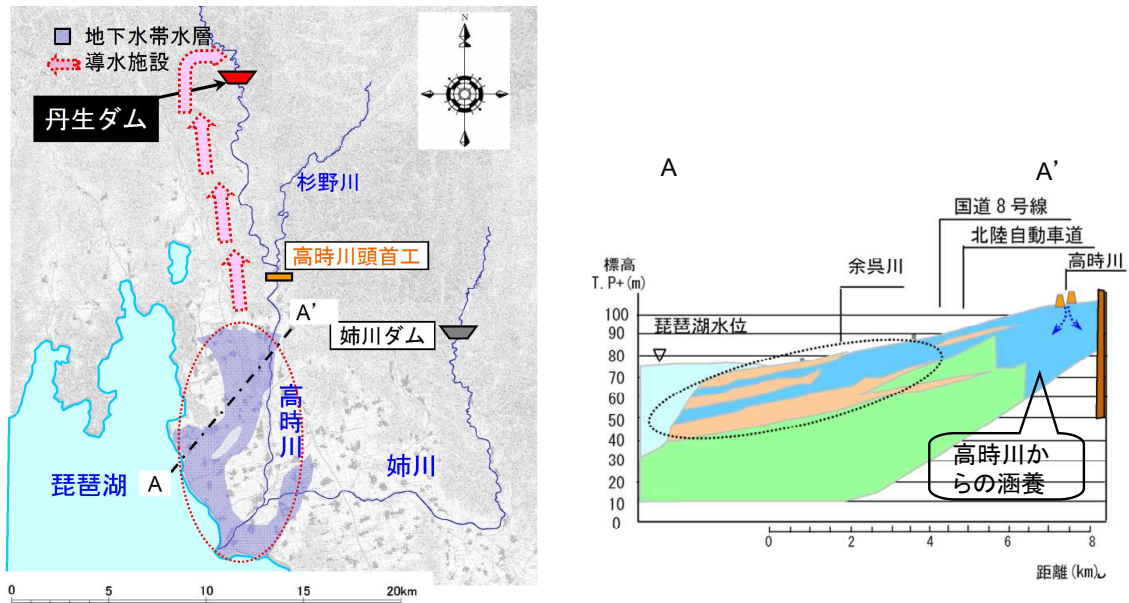 地下水帯水層
導水施設
丹生ダム
N
杉野川
高時川頭首工
A'
姉川ダム
高時川
姉川
琵琶湖
A
0 5 10 15 20km
A
A’
国道8号線
北陸自動車道
高時川
余呉川
標高
T.P+(m)
琵琶湖水位
100
90
80
70
60
50
40
30
20
10
0
高時川か
らの涵養
0 2 4 6 8
距離(km)